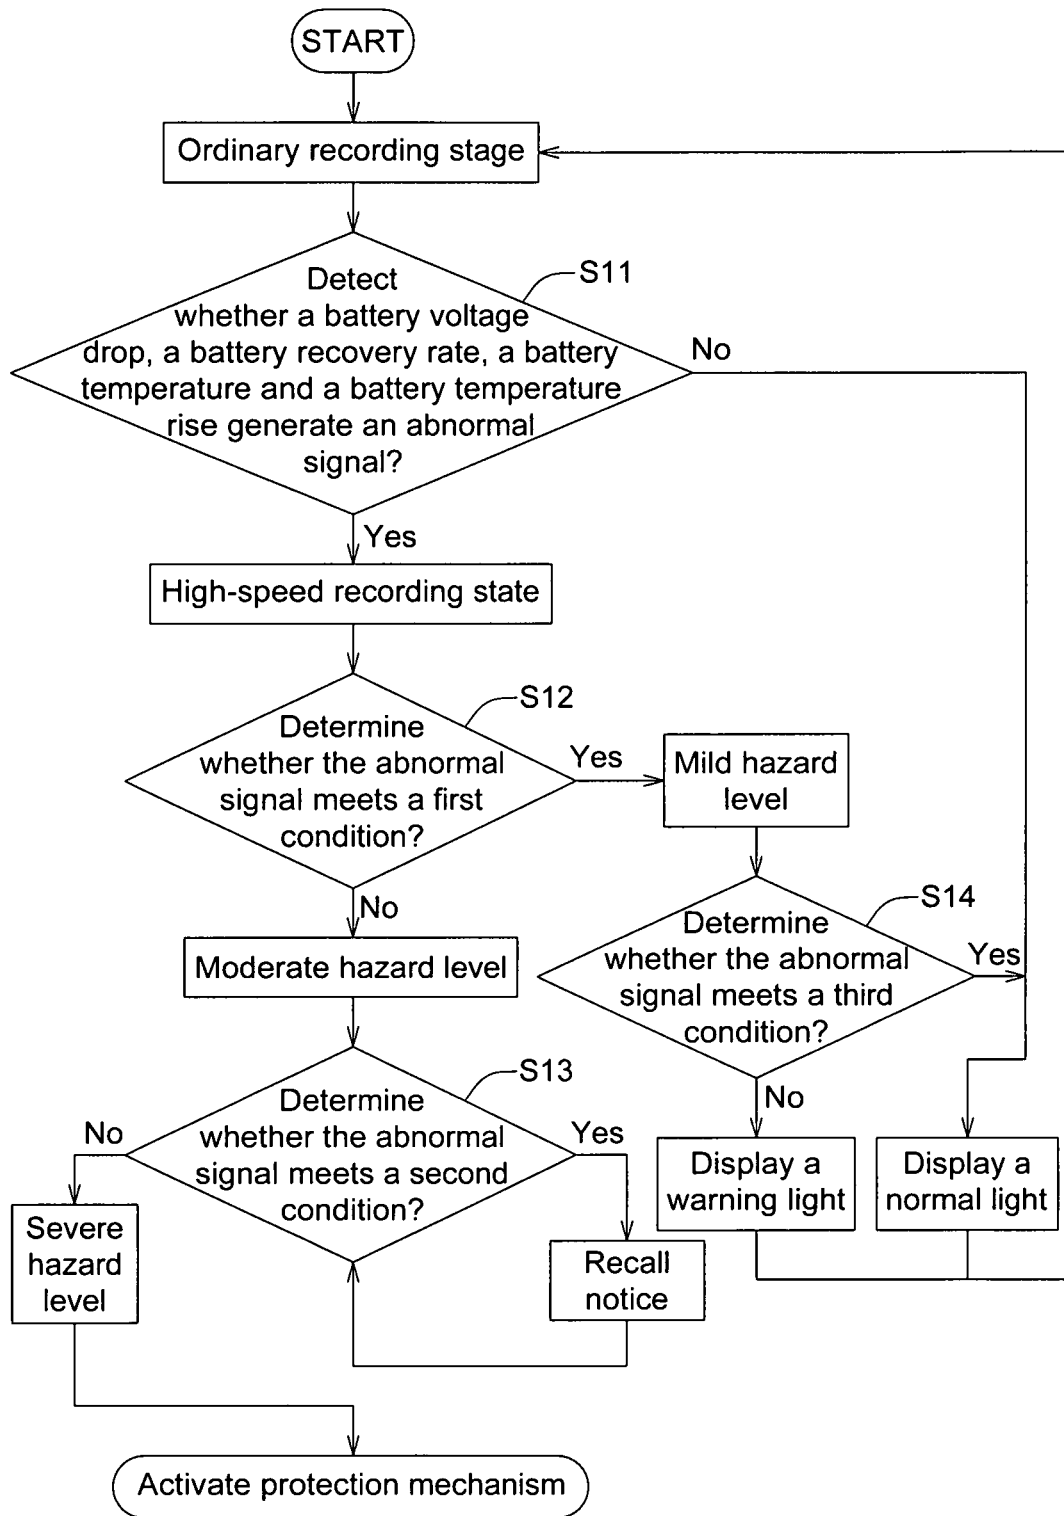 START
Ordinary recording stage
S11
Detect
whether a battery voltage
drop, a battery recovery rate, a battery
temperature and a battery temperature
rise generate an abnormal
signal?
No
Yes
High-speed recording state
S12
Determine
whether the abnormal
signal meets a first
condition?
Yes
Mild hazard
level
No
S14
Determine
whether the abnormal
signal meets a third
condition?
Yes
Moderate hazard level
S13
Determine
whether the abnormal
signal meets a second
condition?
No
Yes
No
Display a
warning light
Display a
normal light
Severe
hazard
level
Recall
notice
Activate protection mechanism